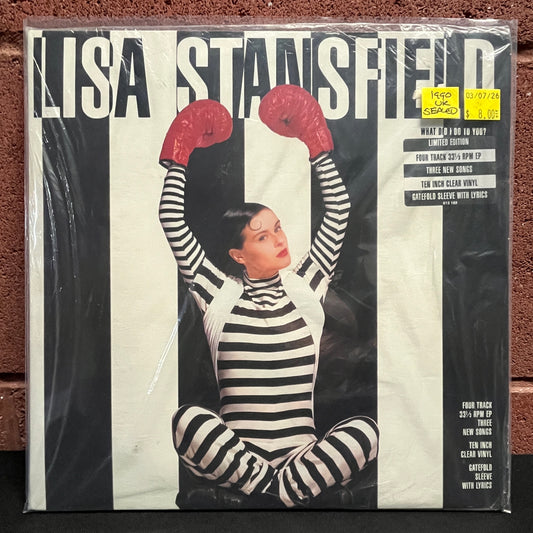 LISA STANSFIELD
1990
UK
SEALED
03/07/26
$ 8.00
WHAT DID I DO TO YOU?
LIMITED EDITION
FOUR TRACK 33⅓ RPM EP
THREE NEW SONGS
TEN INCH CLEAR VINYL
GATEFOLD SLEEVE WITH LYRICS
FOUR TRACK
33⅓ RPM EP
THREE
NEW SONGS
TEN INCH
CLEAR VINYL
GATEFOLD
SLEEVE
WITH LYRICS